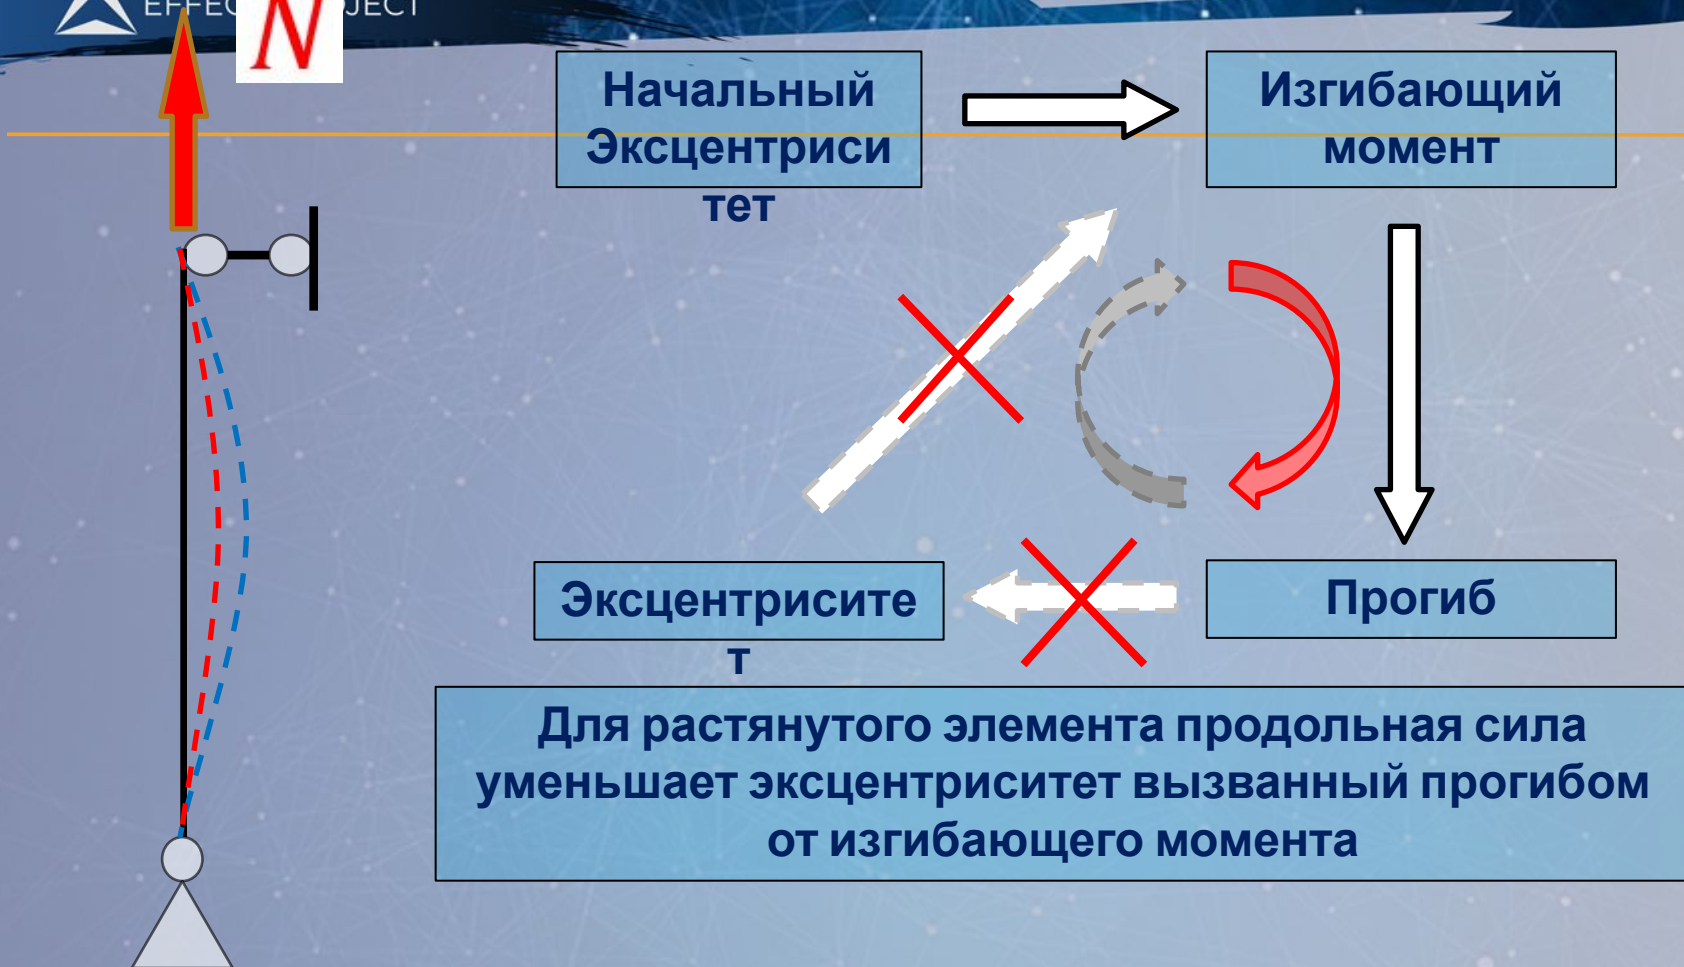 N
Начальный
Эксцентриси
тет
Изгибающий
момент
Эксцентрисите
т
Прогиб
Для растянутого элемента продольная сила
уменьшает эксцентриситет вызванный прогибом
от изгибающего момента